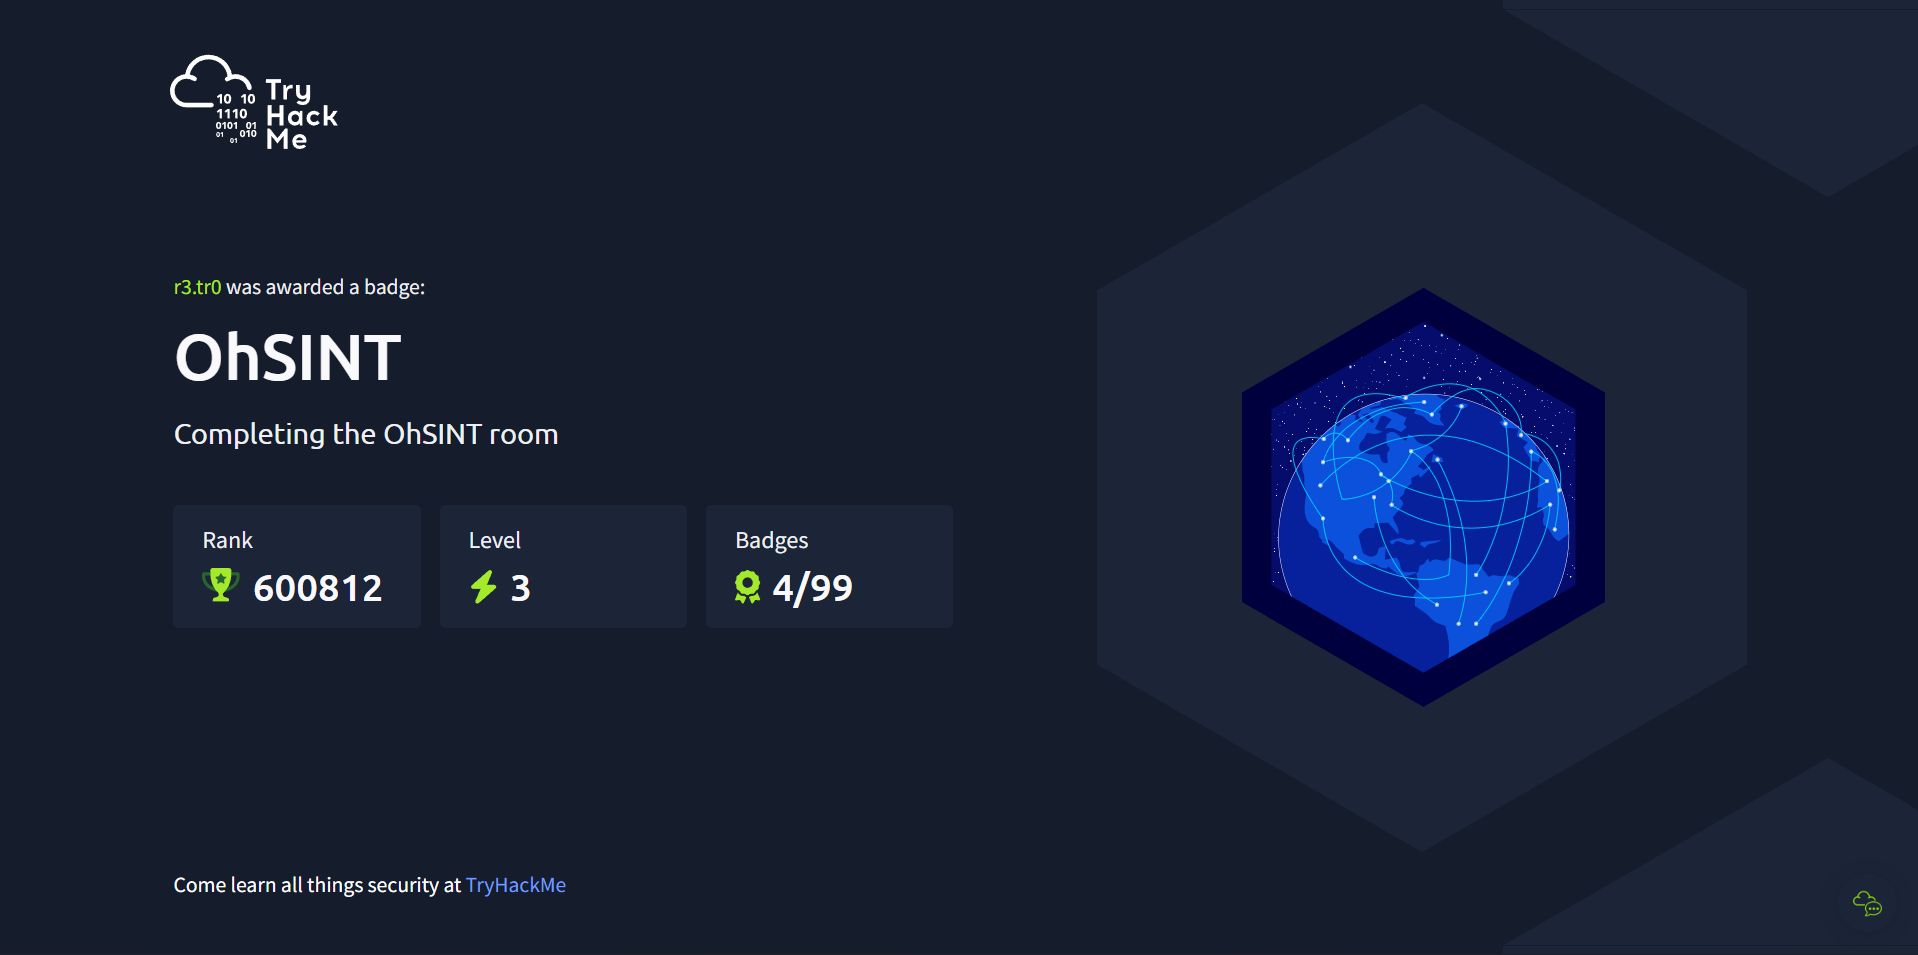 Try
Hack
Me
10 10
1110
0101 01
01 010
01
r3.tr0 was awarded a badge:
OhSINT
Completing the OhSINT room
Rank
600812
Level
3
Badges
4/99
Come learn all things security at TryHackMe